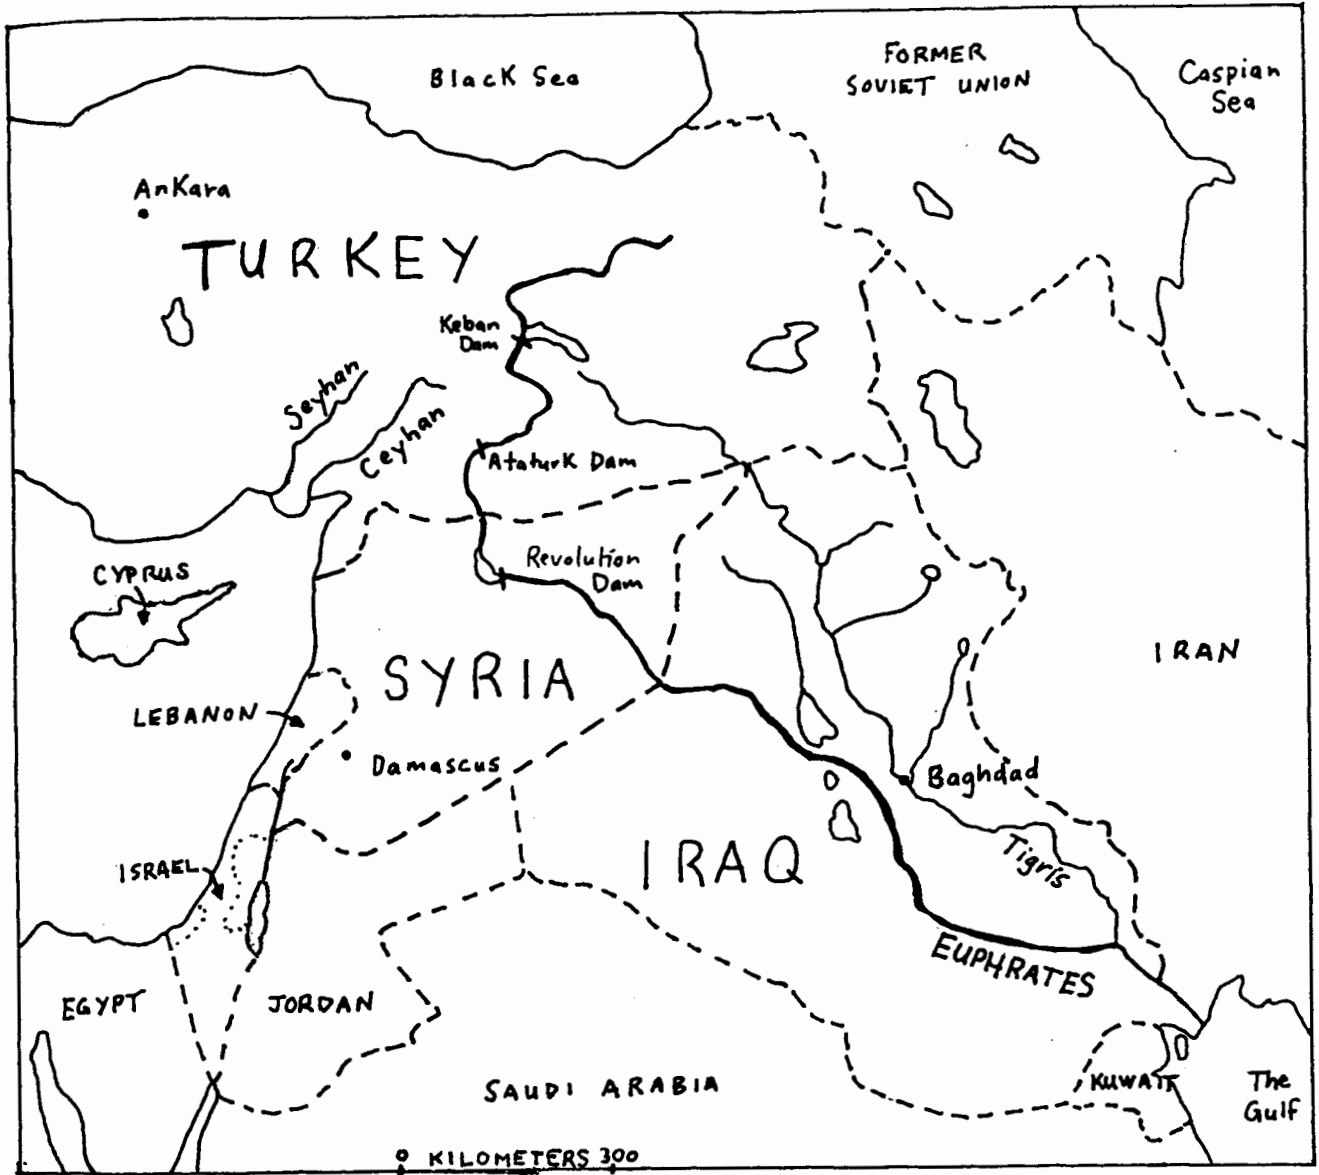 Black Sea
FORMER
SOVIET UNION
Caspian
Sea
Ankara
TURKEY
Keban
Dam
Seyhan
Ceyhan
Ataturk Dam
Revolution
Dam
CYPRUS
SYRIA
IRAN
LEBANON
Damascus
Baghdad
ISRAEL
IRAQ
Tigris
EUPHRATES
EGYPT
JORDAN
SAUDI ARABIA
KUWAIT
The
Gulf
0 KILOMETERS 300